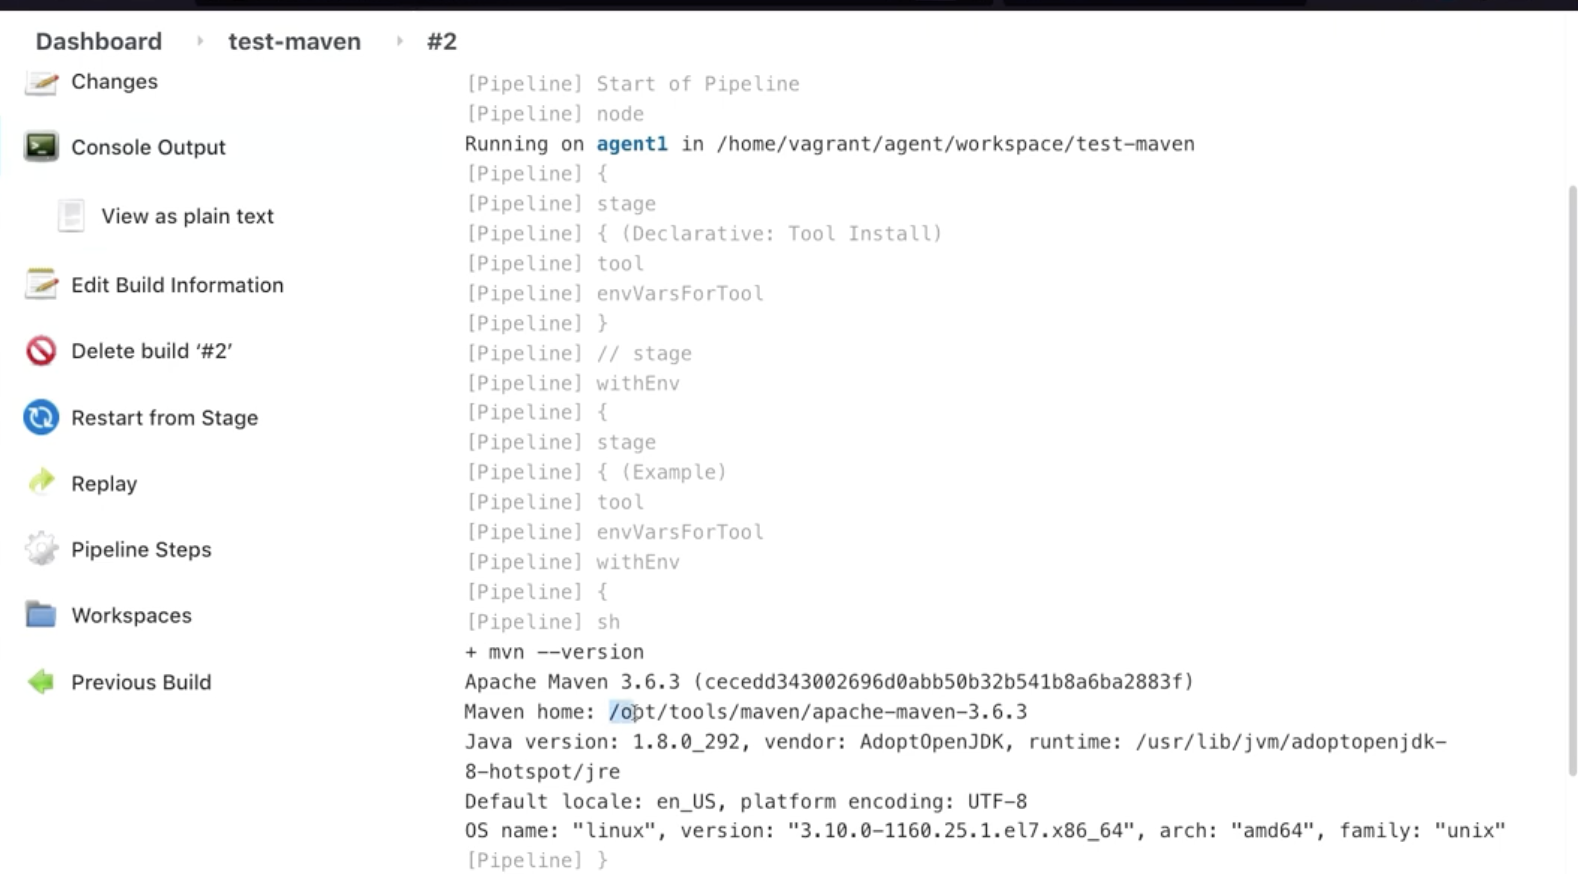 Dashboard test-maven #2
Changes
Console Output
View as plain text
Edit Build Information
Delete build ‘#2’
Restart from Stage
Replay
Pipeline Steps
Workspaces
Previous Build
[Pipeline] Start of Pipeline
[Pipeline] node
Running on agent1 in /home/vagrant/agent/workspace/test-maven
[Pipeline] {
[Pipeline] stage
[Pipeline] { (Declarative: Tool Install)
[Pipeline] tool
[Pipeline] envVarsForTool
[Pipeline] }
[Pipeline] // stage
[Pipeline] withEnv
[Pipeline] {
[Pipeline] stage
[Pipeline] { (Example)
[Pipeline] tool
[Pipeline] envVarsForTool
[Pipeline] withEnv
[Pipeline] {
[Pipeline] sh
+ mvn --version
Apache Maven 3.6.3 (cecedd343002696d0abb50b32b541b8a6ba2883f)
Maven home: /opt/tools/maven/apache-maven-3.6.3
Java version: 1.8.0_292, vendor: AdoptOpenJDK, runtime: /usr/lib/jvm/adoptopenjdk-
8-hotspot/jre
Default locale: en_US, platform encoding: UTF-8
OS name: "linux", version: "3.10.0-1160.25.1.el7.x86_64", arch: "amd64", family: "unix"
[Pipeline] }